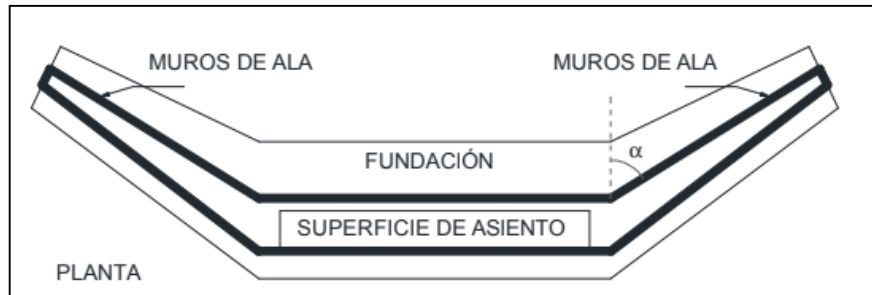 MUROS DE ALA
MUROS DE ALA
α
FUNDACIÓN
SUPERFICIE DE ASIENTO
PLANTA